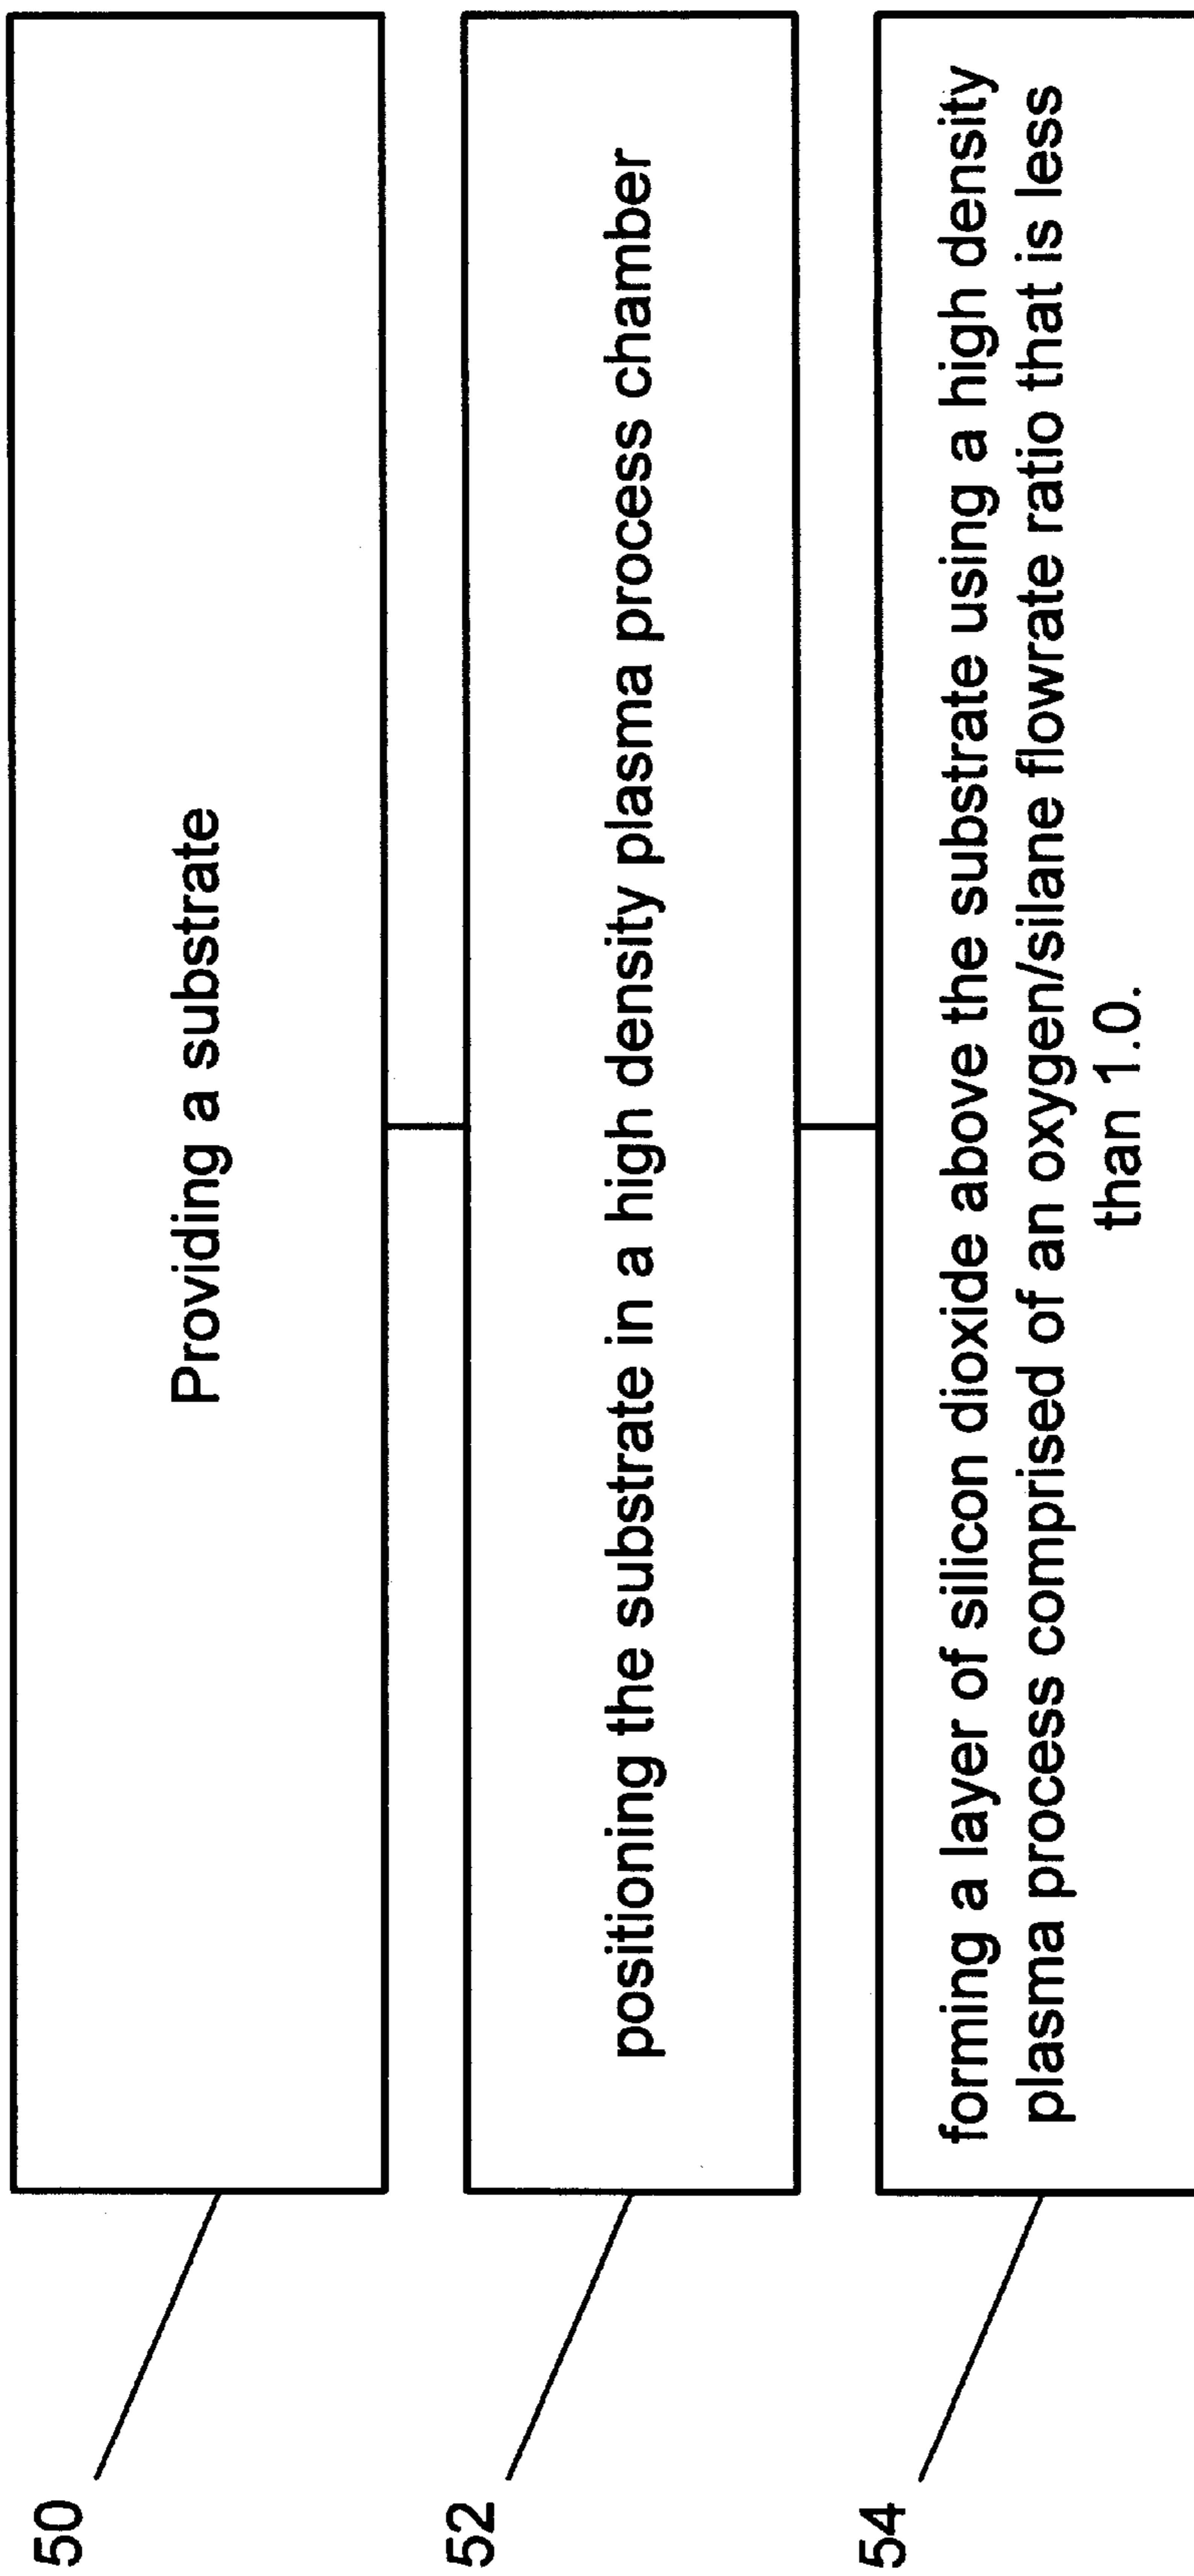 50
Providing a substrate
52
positioning the substrate in a high density plasma process chamber
54
forming a layer of silicon dioxide above the substrate using a high density
plasma process comprised of an oxygen/silane flowrate ratio that is less
than 1.0.